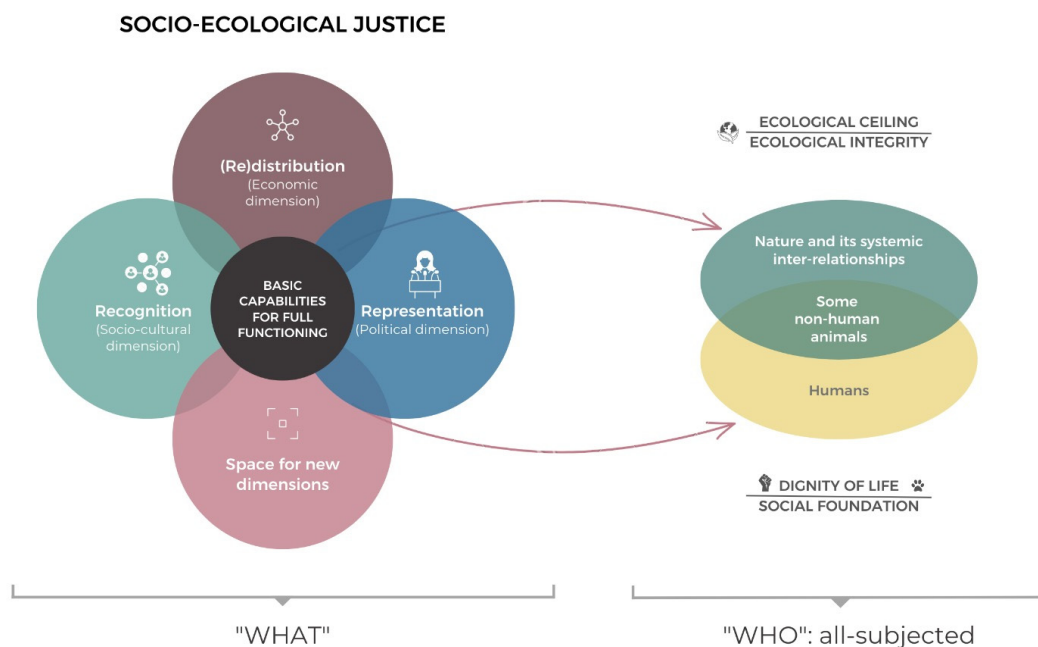 SOCIO-ECOLOGICAL JUSTICE
(Re)distribution
(Economic
dimension)
Recognition
(Socio-cultural
dimension)
BASIC
CAPABILITIES
FOR FULL
FUNCTIONING
Representation
(Political dimension)
Space for new
dimensions
ECOLOGICAL CEILING
ECOLOGICAL INTEGRITY
Nature and its systemic
inter-relationships
Some
non-human
animals
Humans
DIGNITY OF LIFE
SOCIAL FOUNDATION
"WHAT"
"WHO": all-subjected